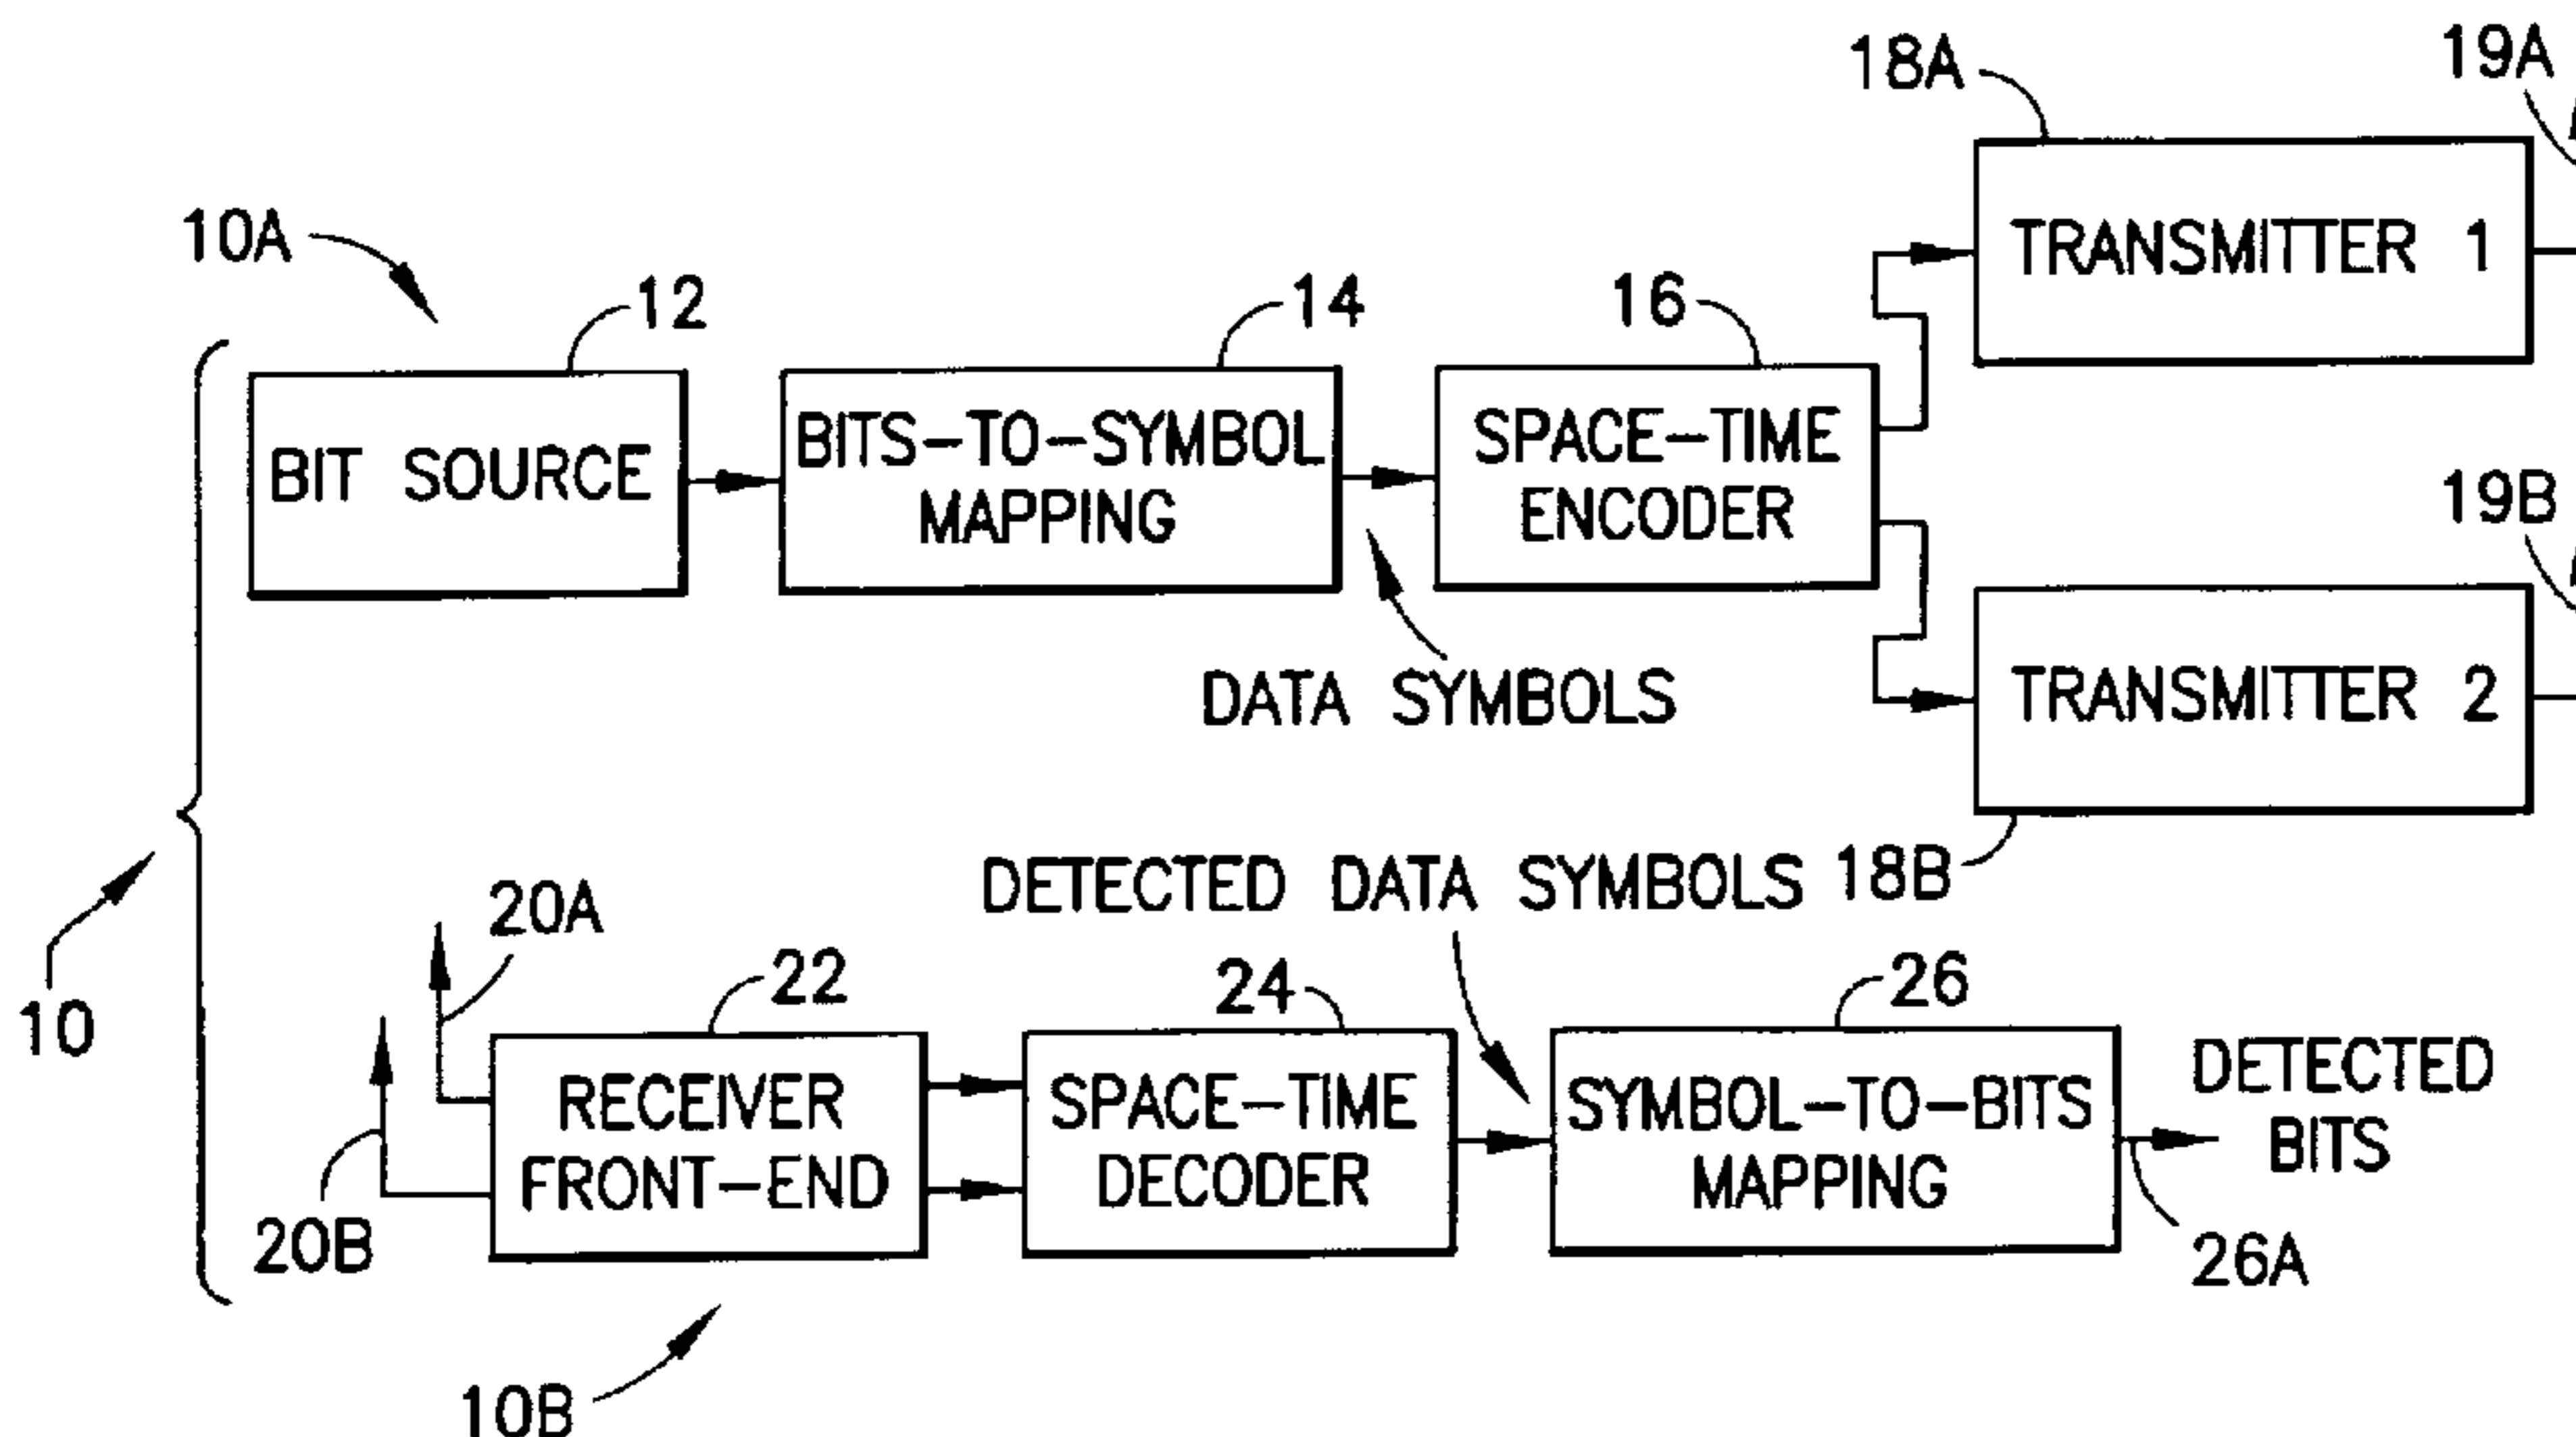 18A
19A
10A
12
14
16
TRANSMITTER 1
BIT SOURCE
BITS-TO-SYMBOL
MAPPING
SPACE-TIME
ENCODER
19B
DATA SYMBOLS
TRANSMITTER 2
18B
10
DETECTED DATA SYMBOLS
20A
22
24
26
RECEIVER
FRONT-END
SPACE-TIME
DECODER
SYMBOL-TO-BITS
MAPPING
DETECTED
BITS
20B
26A
10B